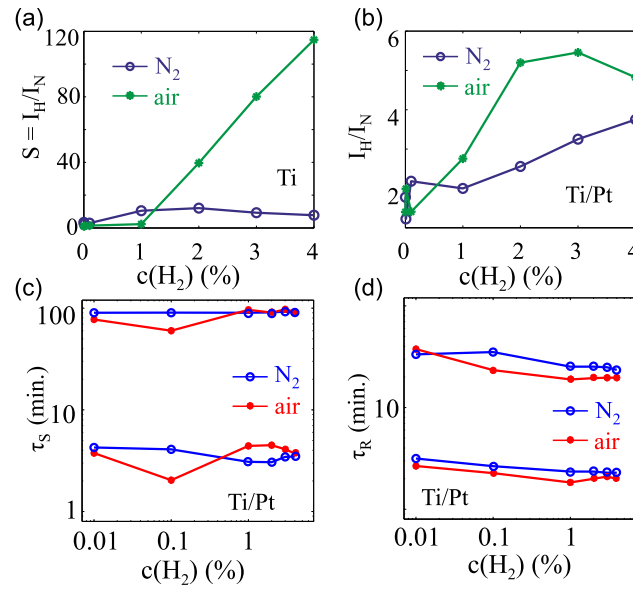 (a)
120
80
40
0
S = I_H/I_N
N₂
air
Ti
0 1 2 3 4
c(H₂) (%)
(b)
6
4
2
I_H/I_N
N₂
air
Ti/Pt
0 1 2 3 4
c(H₂) (%)
(c)
100
10
1
τ_S (min.)
N₂
air
Ti/Pt
0.01 0.1 1
c(H₂) (%)
(d)
10
τ_R (min.)
N₂
air
Ti/Pt
0.01 0.1 1
c(H₂) (%)